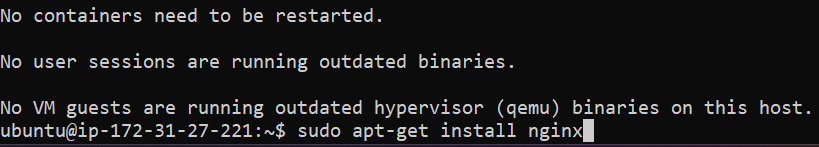 No containers need to be restarted.
No user sessions are running outdated binaries.
No VM guests are running outdated hypervisor (qemu) binaries on this host.
ubuntu@ip-172-31-27-221:~$ sudo apt-get install nginx